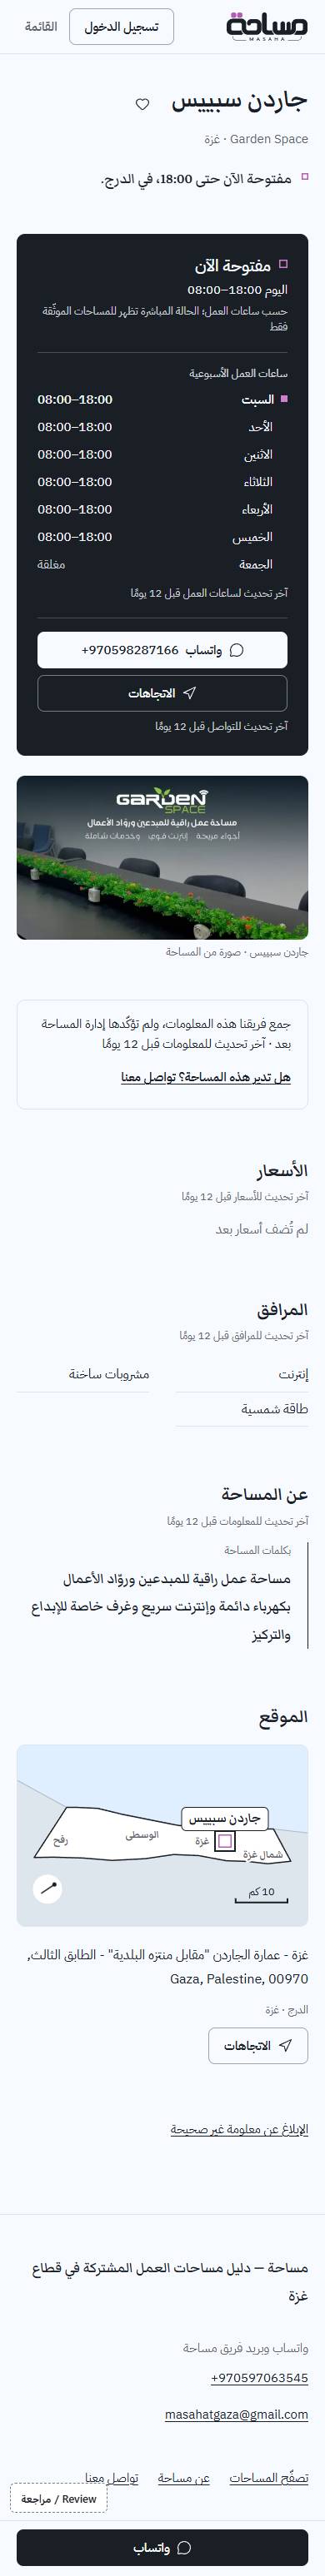 مساحة
MASAHA
تسجيل الدخول
القائمة
جاردن سبييس
Garden Space · غزة
مفتوحة الآن حتى 18:00، في الدرج.
مفتوحة الآن
اليوم 18:00–08:00
حسب ساعات العمل؛ الحالة المباشرة تظهر للمساحات الموثّقة
فقط
ساعات العمل الأسبوعية
السبت 18:00–08:00
الأحد 18:00–08:00
الاثنين 18:00–08:00
الثلاثاء 18:00–08:00
الأربعاء 18:00–08:00
الخميس 18:00–08:00
الجمعة مغلقة
آخر تحديث لساعات العمل قبل 12 يومًا
واتساب +970598287166
الاتجاهات
آخر تحديث للتواصل قبل 12 يومًا
GARDEN
SPACE
مساحة عمل راقية للمبدعين ورواد الأعمال
أجواء مريحة إنترنت قوي وخدمات شاملة
جاردن سبييس · صورة من المساحة
جمع فريقنا هذه المعلومات، ولم تؤكّدها إدارة المساحة
بعد · آخر تحديث للمعلومات قبل 12 يومًا
هل تدير هذه المساحة؟ تواصل معنا
الأسعار
آخر تحديث للأسعار قبل 12 يومًا
لم تُضف أسعار بعد
المرافق
آخر تحديث للمرافق قبل 12 يومًا
إنترنت
مشروبات ساخنة
طاقة شمسية
عن المساحة
آخر تحديث للمعلومات قبل 12 يومًا
بكلمات المساحة
مساحة عمل راقية للمبدعين وروّاد الأعمال
بكهرباء دائمة وإنترنت سريع وغرف خاصة للإبداع
والتركيز
الموقع
جاردن سبييس
شمال غزة
غزة
الوسطى
رفح
10 كم
غزة - عمارة الجاردن "مقابل منتزه البلدية" - الطابق الثالث,
Gaza, Palestine, 00970
الدرج · غزة
الاتجاهات
الإبلاغ عن معلومة غير صحيحة
مساحة — دليل مساحات العمل المشتركة في قطاع
غزة
واتساب وبريد فريق مساحة
+970597063545
masahatgaza@gmail.com
تصفّح المساحات
عن مساحة
تواصل معنا
مراجعة / Review
واتساب